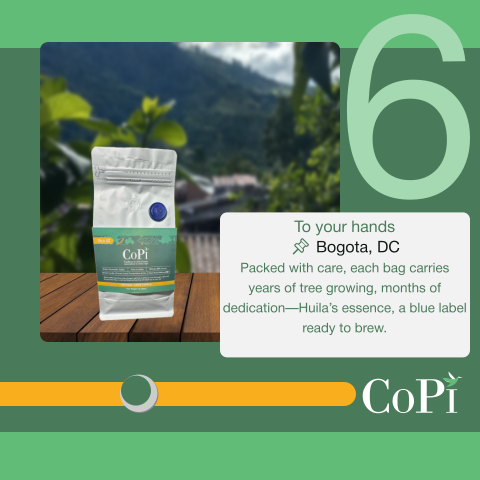 6
To your hands
Bogota, DC
Packed with care, each bag carries
years of tree growing, months of
dedication—Huila's essence, a blue label
ready to brew.
CoPi
CoPi